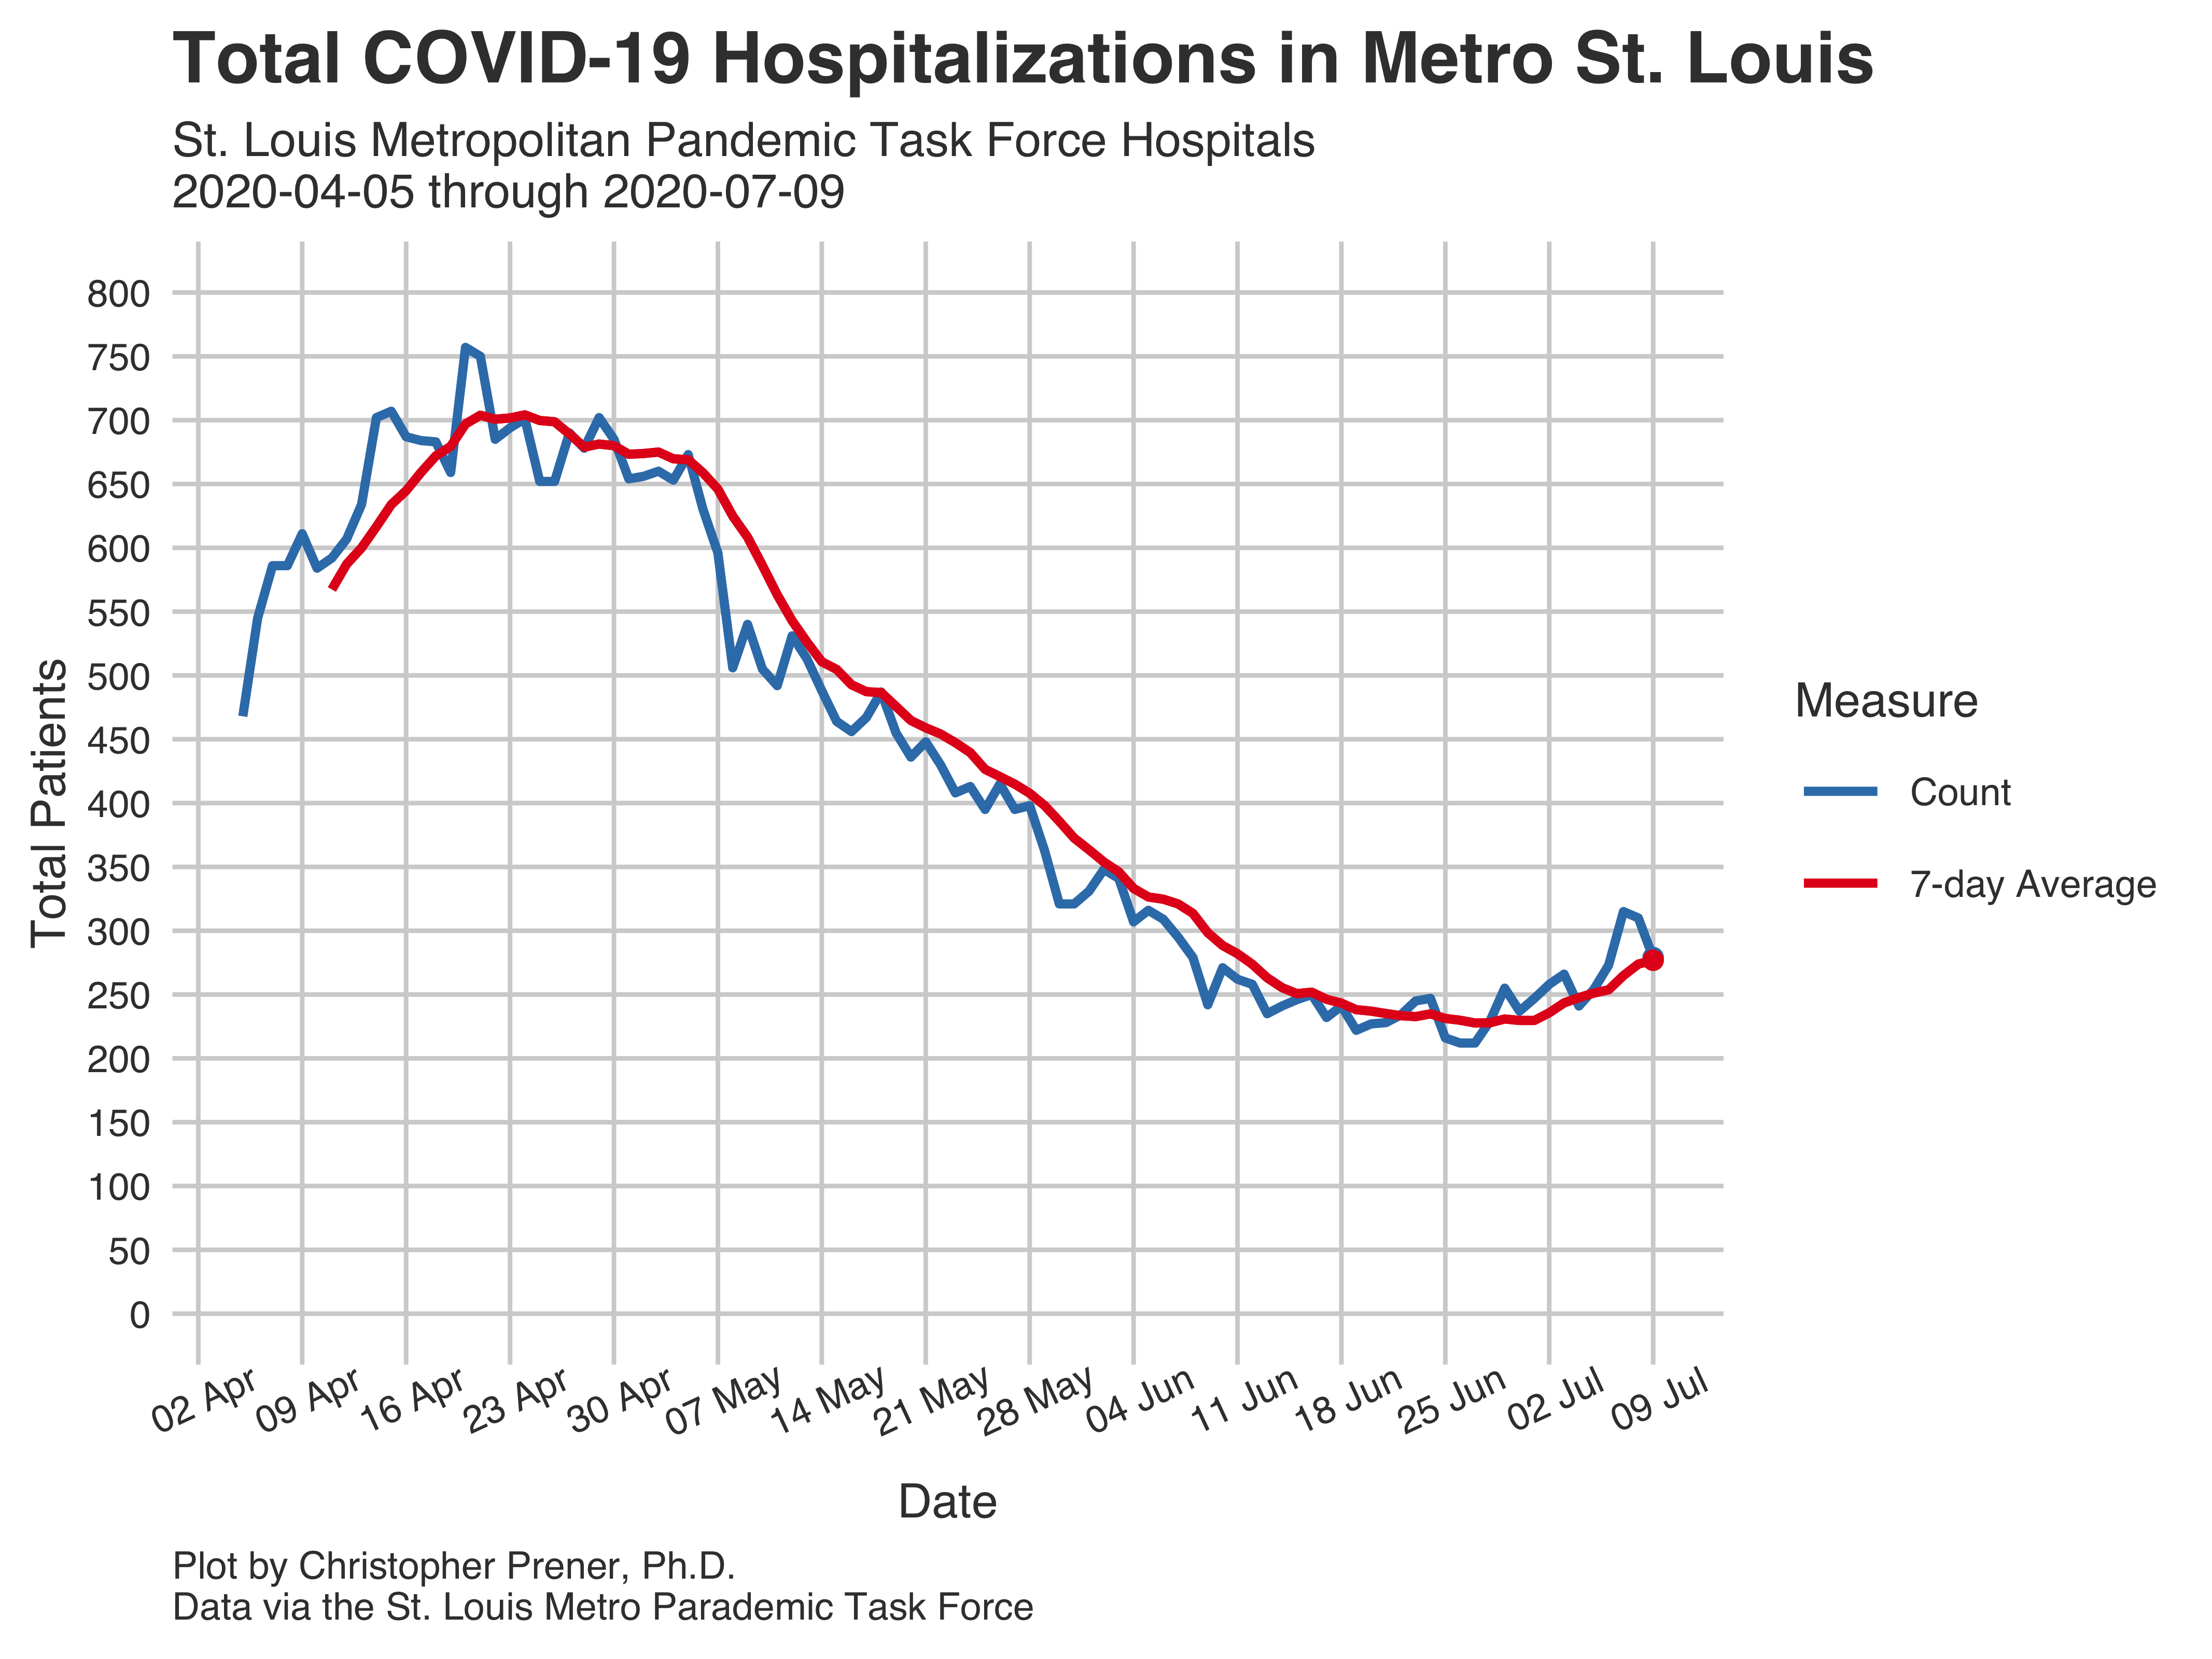 Total COVID-19 Hospitalizations in Metro St. Louis
St. Louis Metropolitan Pandemic Task Force Hospitals
2020-04-05 through 2020-07-09
800
750
700
650
600
550
500
450
400
350
300
250
200
150
100
50
0
Total Patients
02 Apr
09 Apr
16 Apr
23 Apr
30 Apr
07 May
14 May
21 May
28 May
04 Jun
11 Jun
18 Jun
25 Jun
02 Jul
09 Jul
Date
Measure
Count
7-day Average
Plot by Christopher Prener, Ph.D.
Data via the St. Louis Metro Parademic Task Force